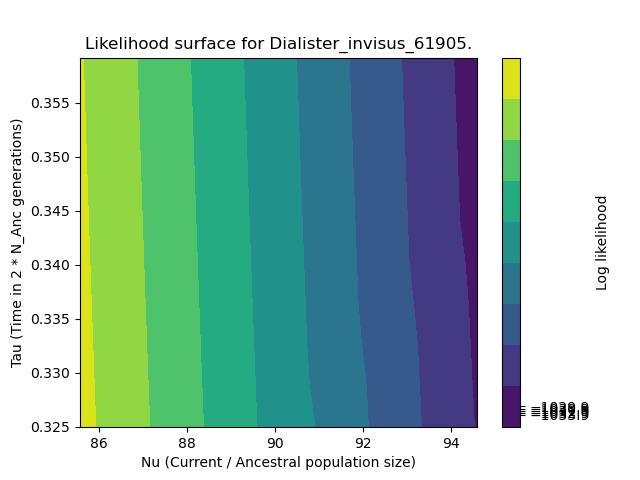 Likelihood surface for Dialister_invisus_61905.
0.355
0.350
0.345
0.340
0.335
0.330
0.325
Tau (Time in 2 * N_Anc generations)
86 88 90 92 94
Nu (Current / Ancestral population size)
Log likelihood